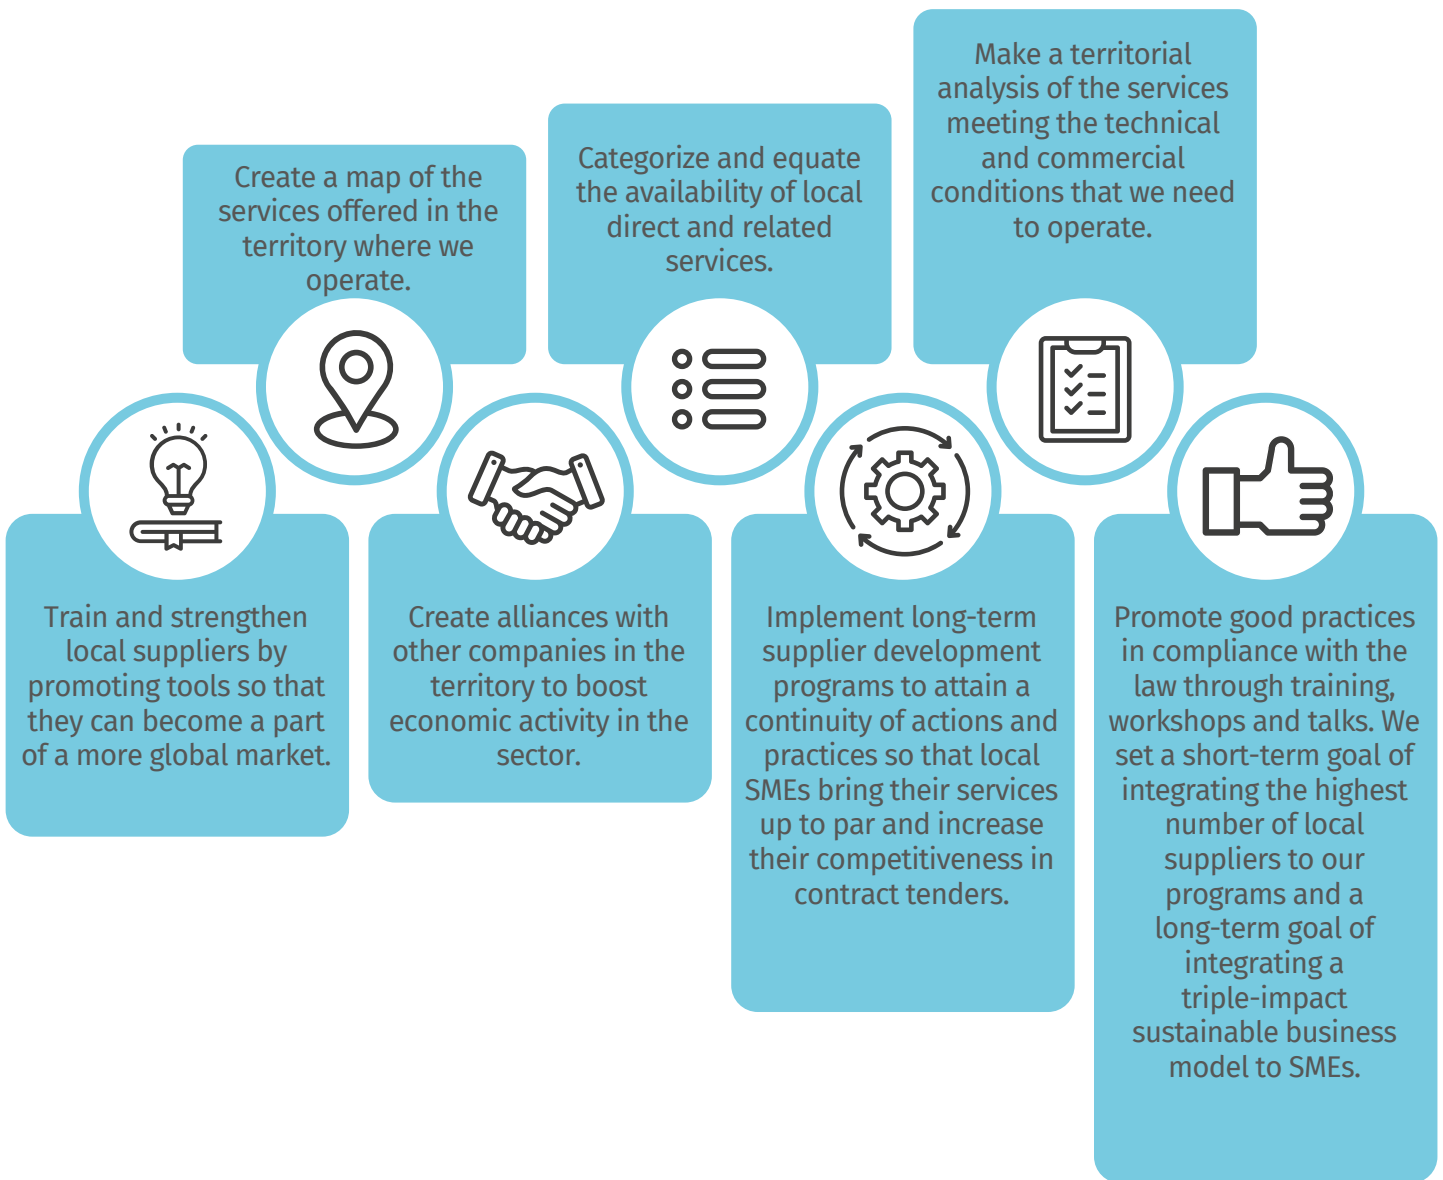 Make a territorial
analysis of the services
meeting the technical
and commercial
conditions that we need
to operate.
Categorize and equate
the availability of local
direct and related
services.
Create a map of the
services offered in the
territory where we
operate.
Train and strengthen
local suppliers by
promoting tools so that
they can become a part
of a more global market.
Create alliances with
other companies in the
territory to boost
economic activity in the
sector.
Implement long-term
supplier development
programs to attain a
continuity of actions and
practices so that local
SMEs bring their services
up to par and increase
their competitiveness in
contract tenders.
Promote good practices
in compliance with the
law through training,
workshops and talks. We
set a short-term goal of
integrating the highest
number of local
suppliers to our
programs and a
long-term goal of
integrating a
triple-impact
sustainable business
model to SMEs.